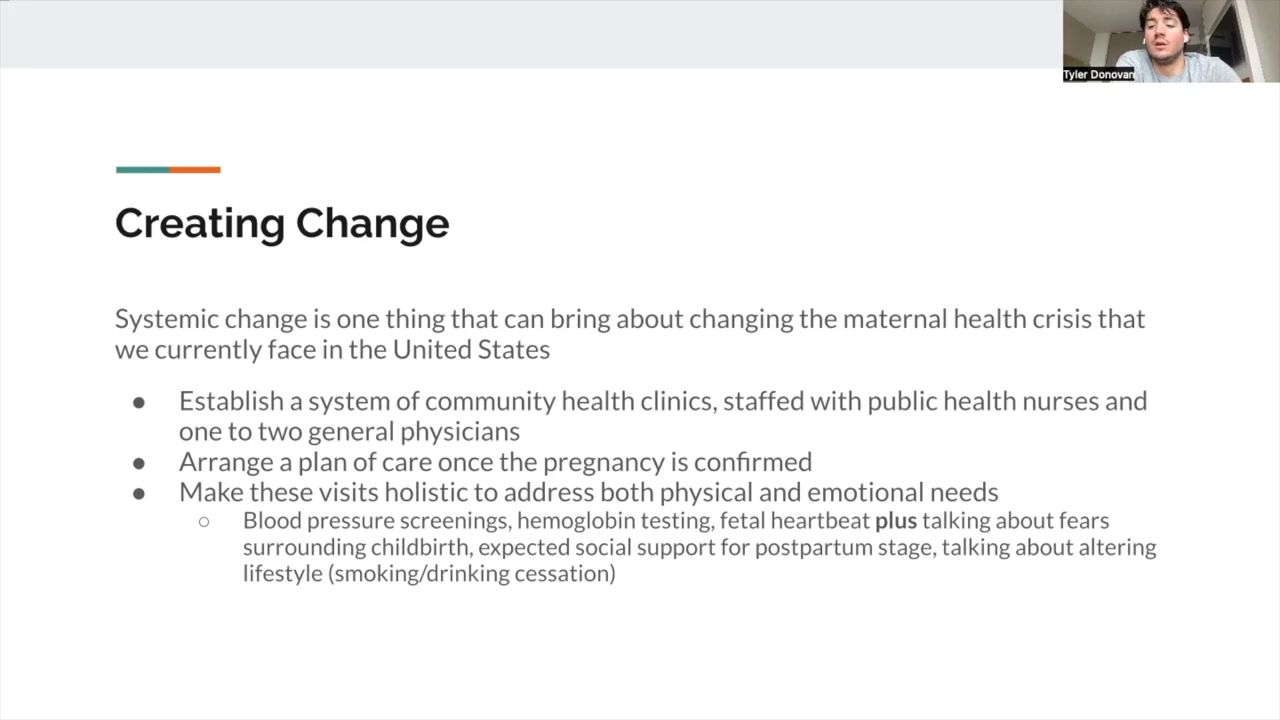 Tyler Donovan
Creating Change
Systemic change is one thing that can bring about changing the maternal health crisis that
we currently face in the United States
● Establish a system of community health clinics, staffed with public health nurses and
one to two general physicians
● Arrange a plan of care once the pregnancy is confirmed
● Make these visits holistic to address both physical and emotional needs
○ Blood pressure screenings, hemoglobin testing, fetal heartbeat plus talking about fears
surrounding childbirth, expected social support for postpartum stage, talking about altering
lifestyle (smoking/drinking cessation)